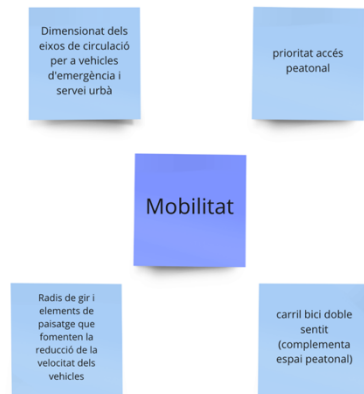 Dimensionat dels
eixos de circulació
per a vehicles
d'emergència i
servei urbà
prioritat accés
peatonal
Mobilitat
Radis de gir i
elements de
paisatge que
fomenten la
reducció de la
velocitat dels
vehicles
carril bici doble
sentit
(complementa
espai peatonal)